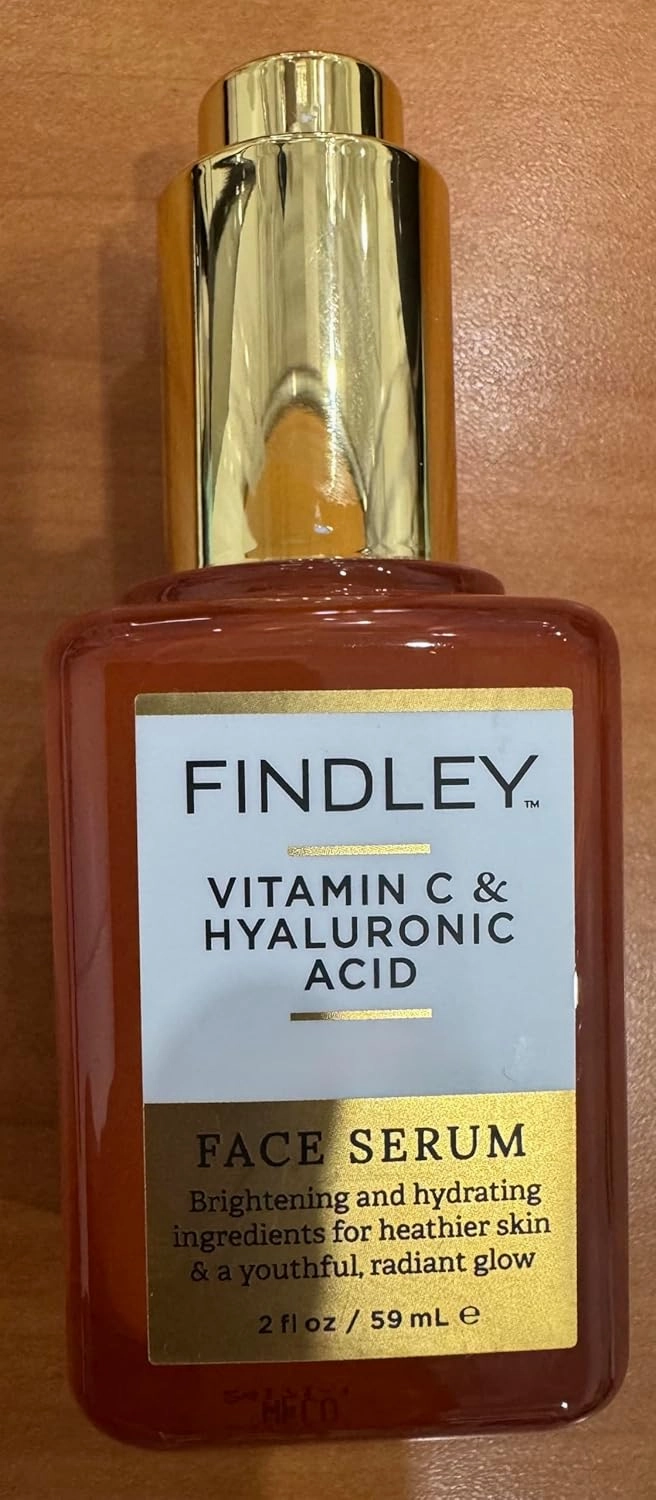 FINDLEY™
VITAMIN C &
HYALURONIC
ACID
FACE SERUM
Brightening and hydrating
ingredients for heathier skin
& a youthful, radiant glow
2 fl oz / 59 mL ℮